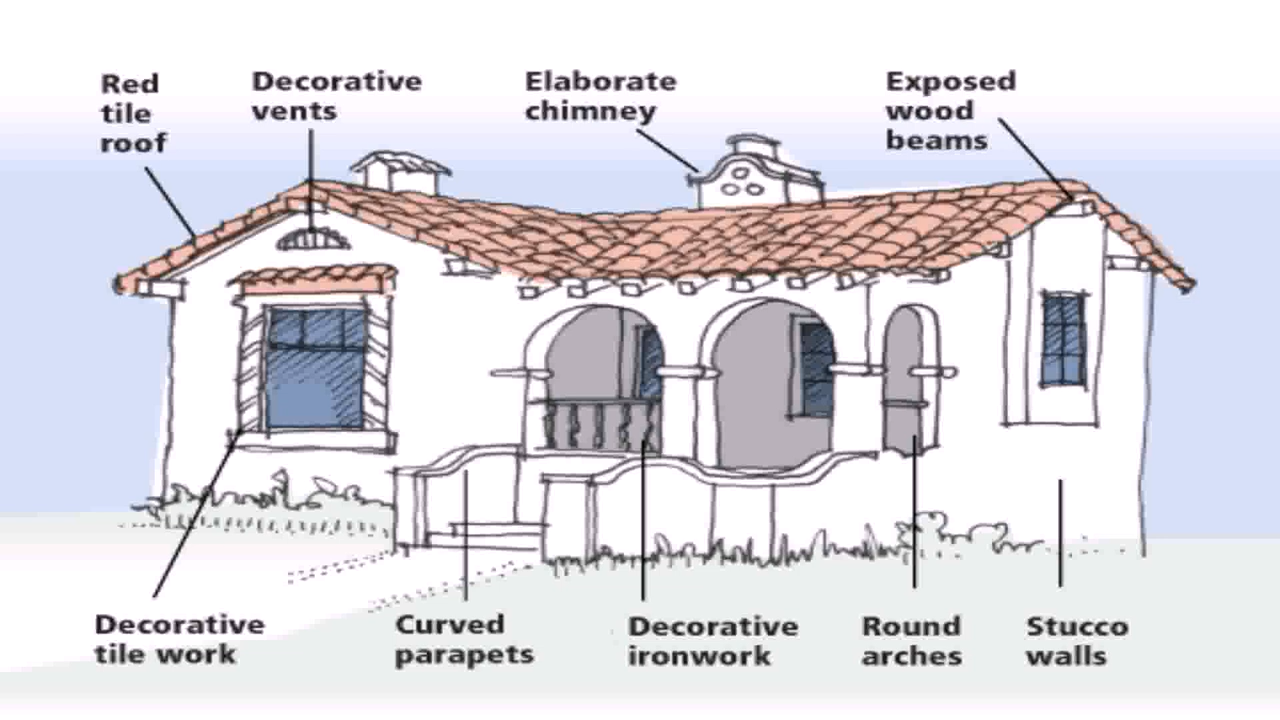 Red
tile
roof
Decorative
vents
Elaborate
chimney
Exposed
wood
beams
Decorative
tile work
Curved
parapets
Decorative
ironwork
Round
arches
Stucco
walls